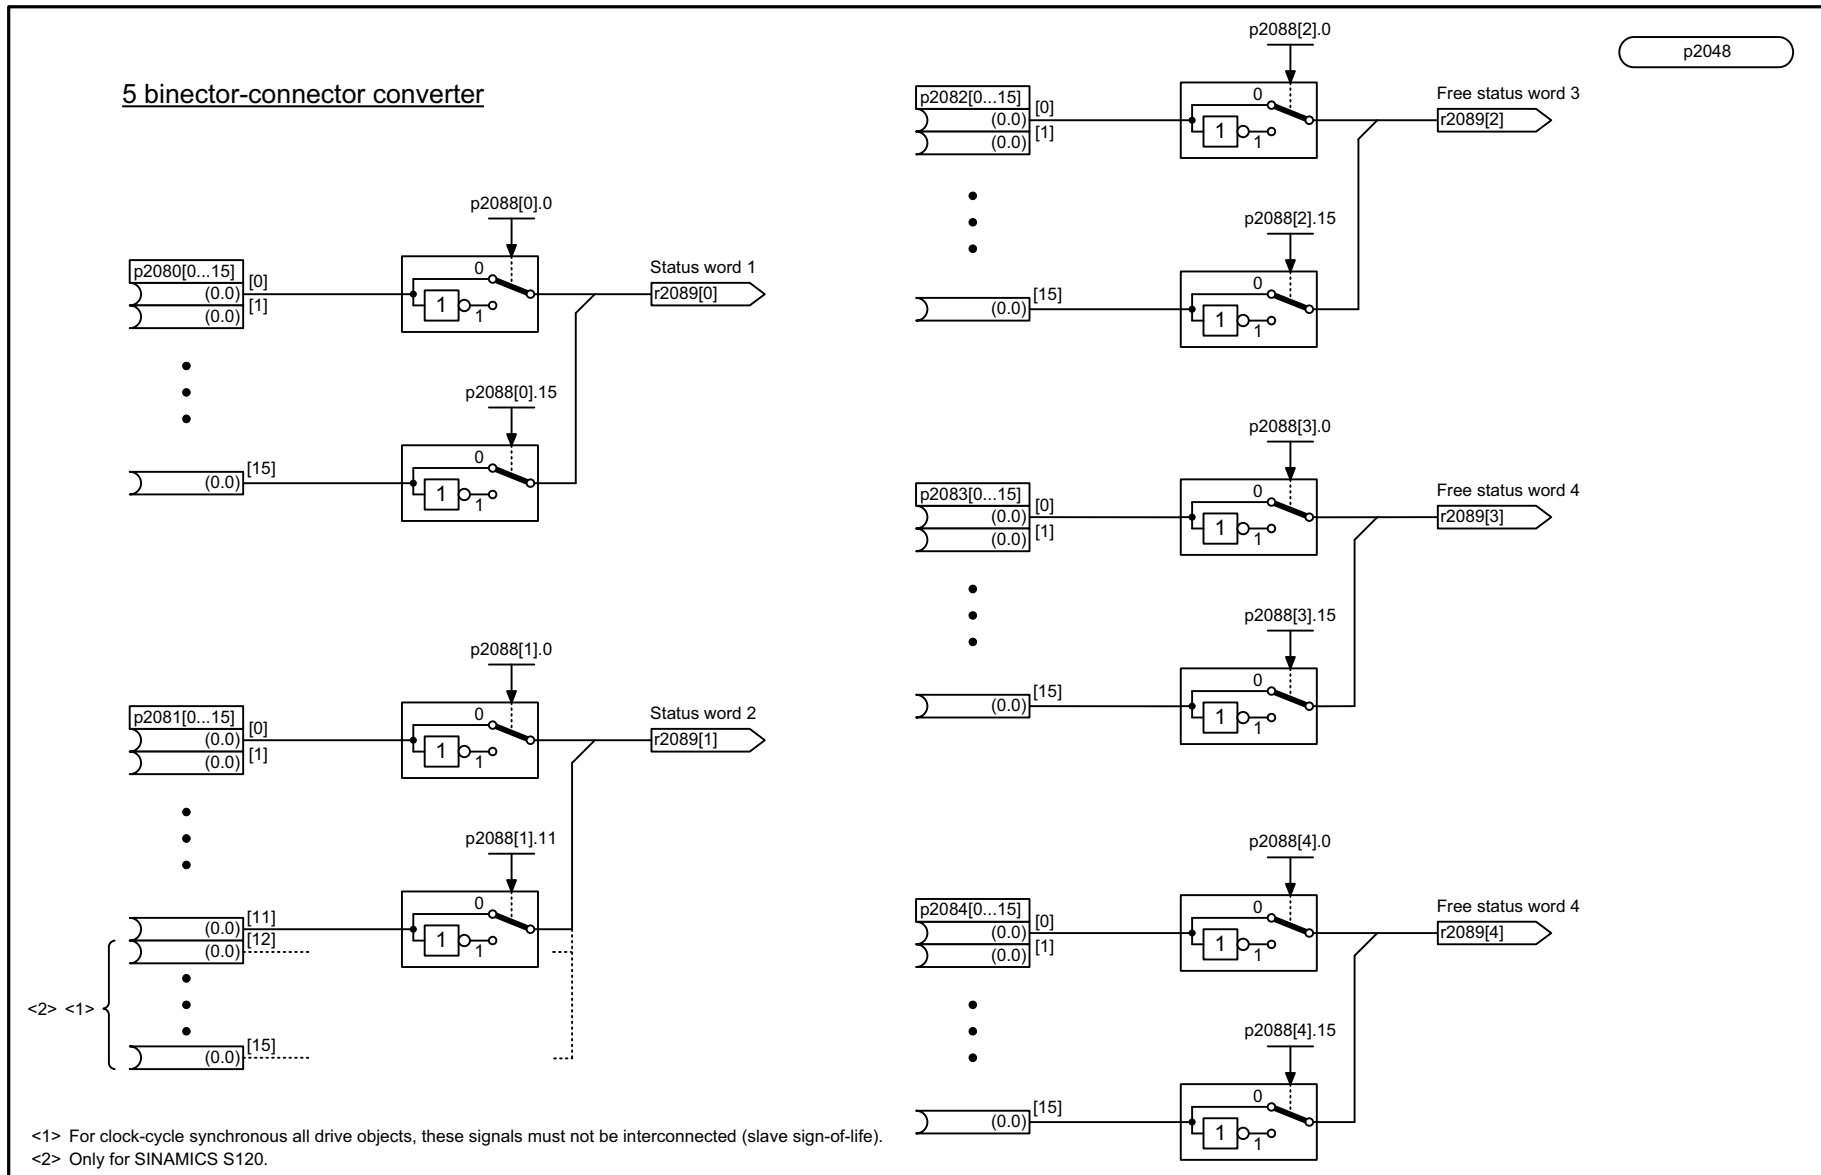 5 binector-connector converter
p2048
p2088[0].0
p2080[0...15]
(0.0)
[0]
(0.0)
[1]
0
1
1
Status word 1
r2089[0]
p2088[0].15
(0.0)
[15]
0
1
1
p2088[1].0
p2081[0...15]
(0.0)
[0]
(0.0)
[1]
0
1
1
Status word 2
r2089[1]
p2088[1].11
(0.0)
[11]
(0.0)
[12]
0
1
1
<2> <1>
(0.0)
[15]
p2088[2].0
p2082[0...15]
(0.0)
[0]
(0.0)
[1]
0
1
1
Free status word 3
r2089[2]
p2088[2].15
(0.0)
[15]
0
1
1
p2088[3].0
p2083[0...15]
(0.0)
[0]
(0.0)
[1]
0
1
1
Free status word 4
r2089[3]
p2088[3].15
(0.0)
[15]
0
1
1
p2088[4].0
p2084[0...15]
(0.0)
[0]
(0.0)
[1]
0
1
1
Free status word 4
r2089[4]
p2088[4].15
(0.0)
[15]
0
1
1
<1> For clock-cycle synchronous all drive objects, these signals must not be interconnected (slave sign-of-life).
<2> Only for SINAMICS S120.